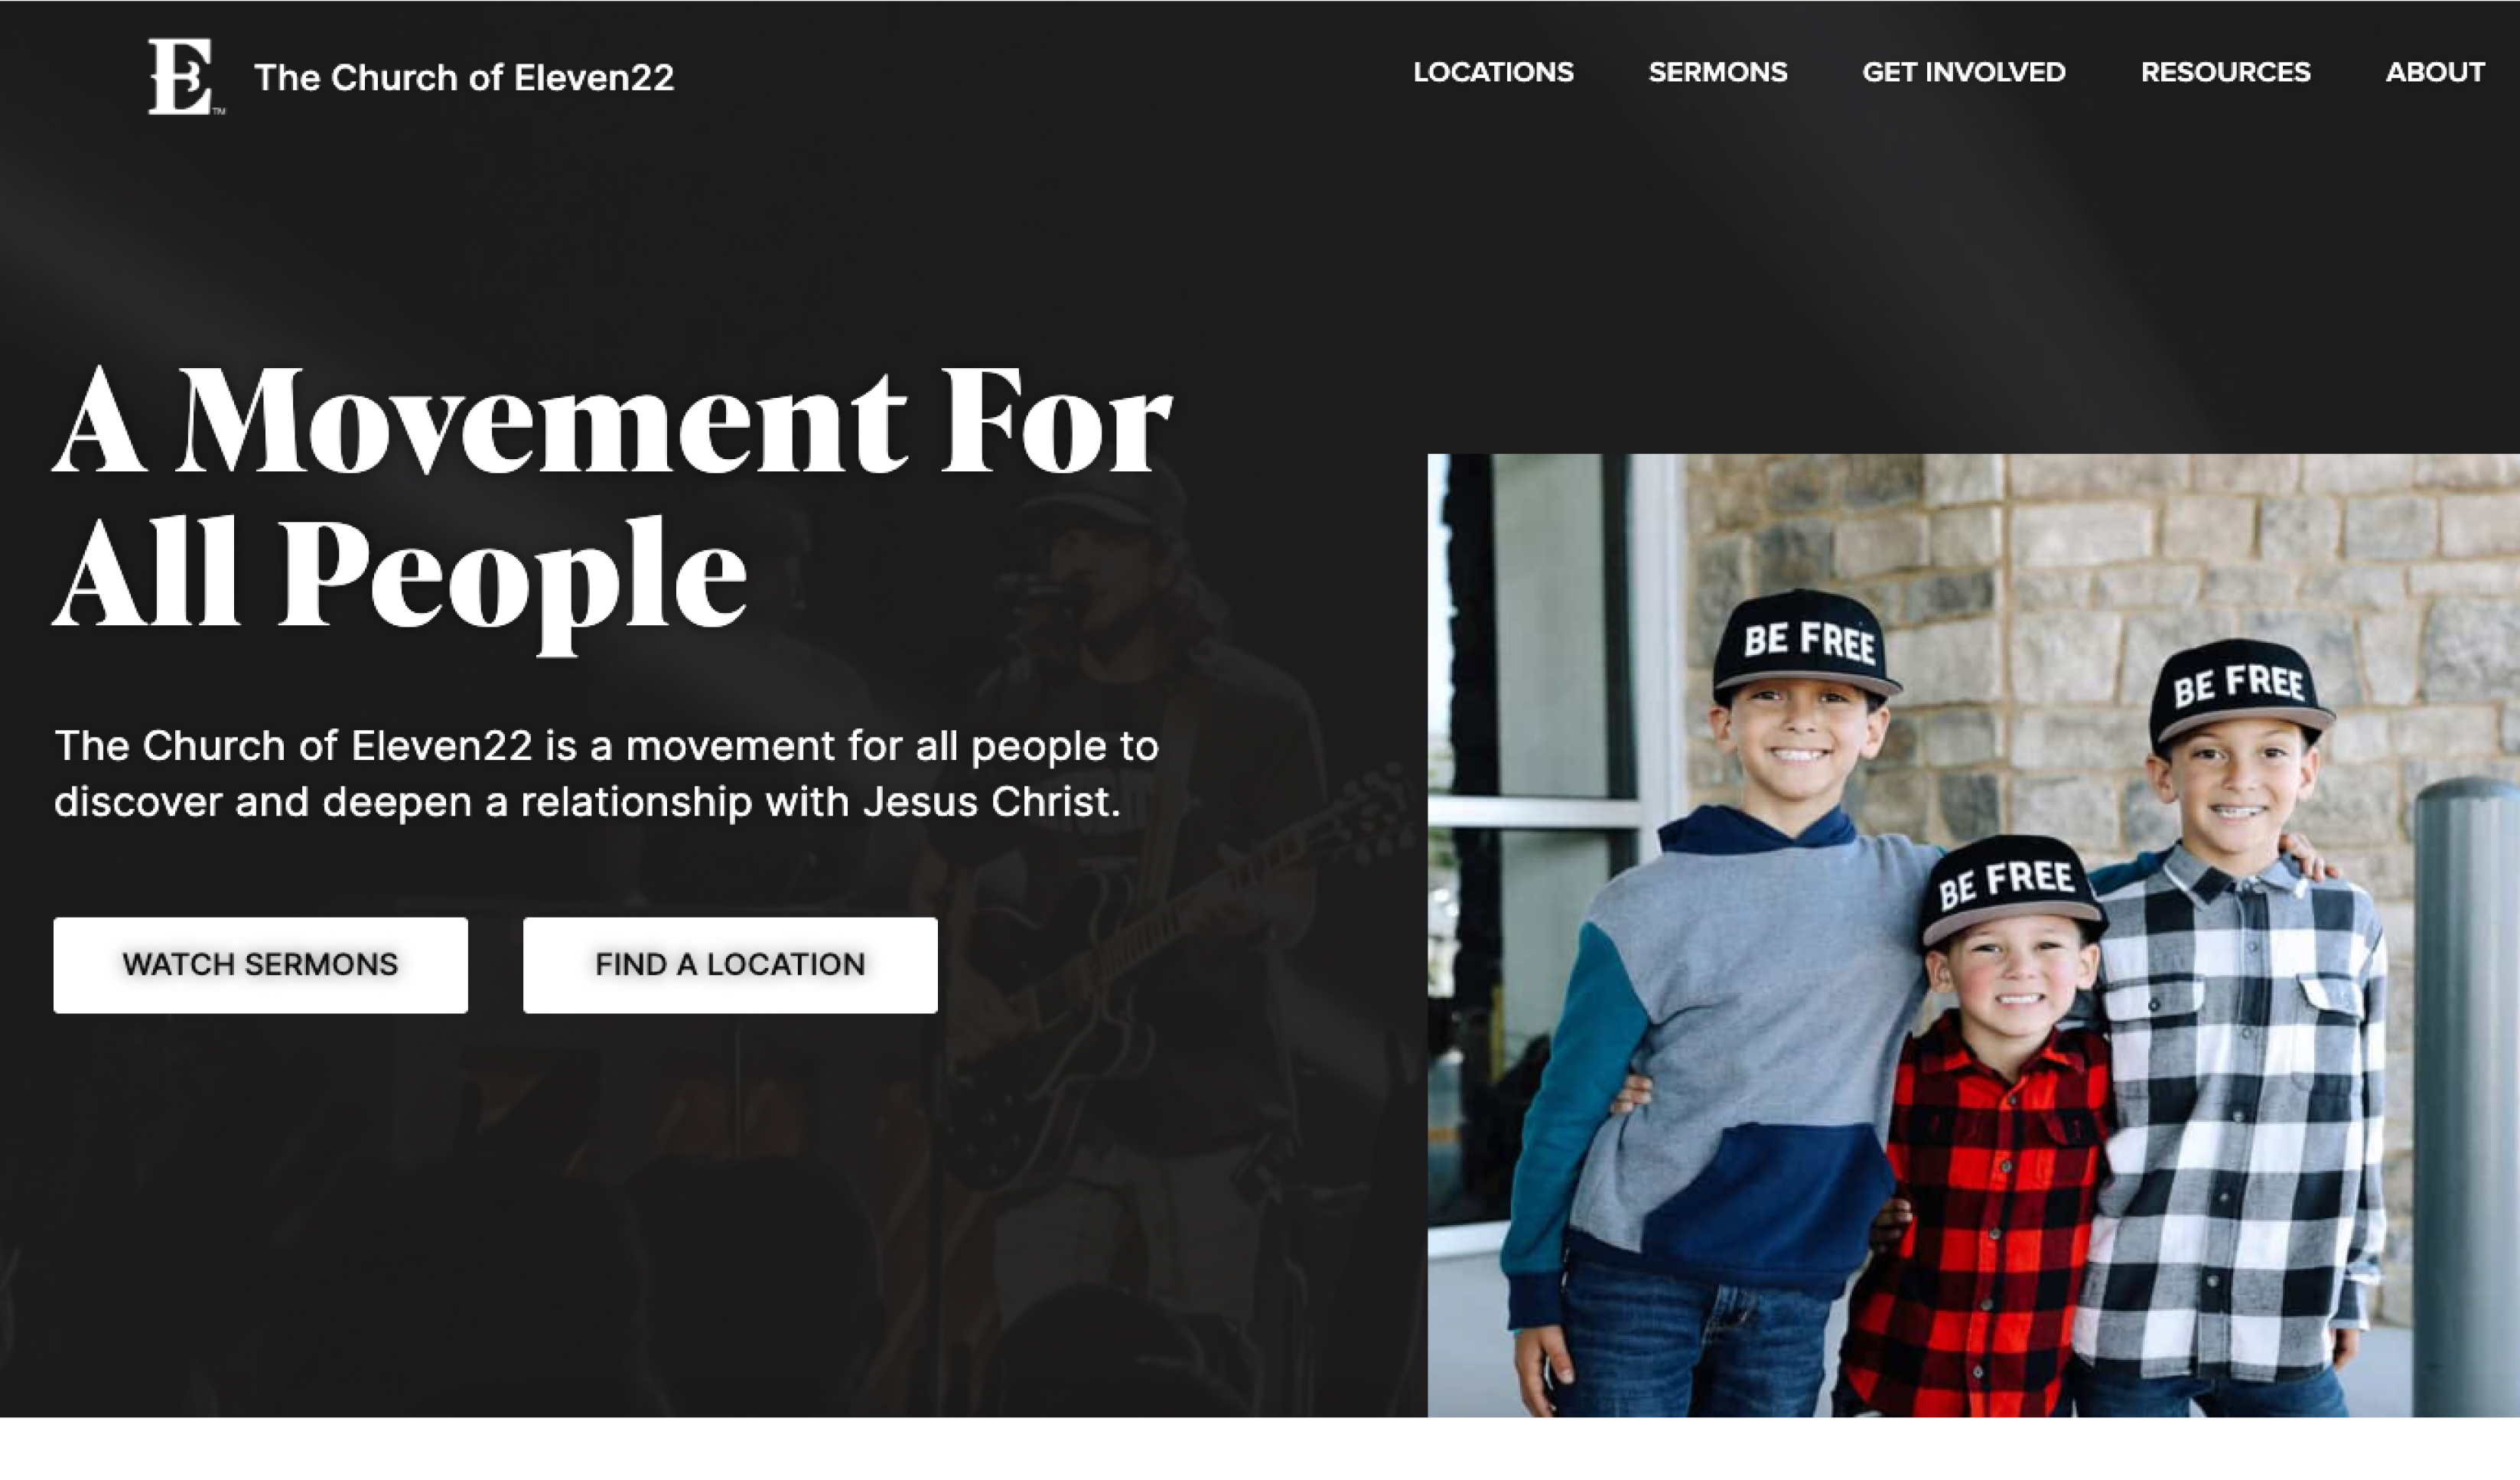 E
TM
The Church of Eleven22
LOCATIONS
SERMONS
GET INVOLVED
RESOURCES
ABOUT
A Movement For
All People
The Church of Eleven22 is a movement for all people to
discover and deepen a relationship with Jesus Christ.
WATCH SERMONS
FIND A LOCATION
BE FREE
BE FREE
BE FREE